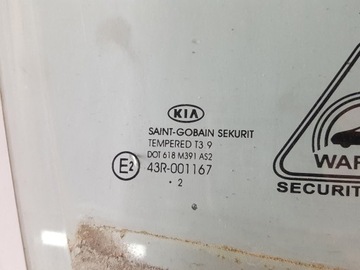 KIA
SAINT-GOBAIN SEKURIT
TEMPERED T3.9
DOT 618 M391 AS2
E2 43R-001167
· 2
WAR
SECURIT